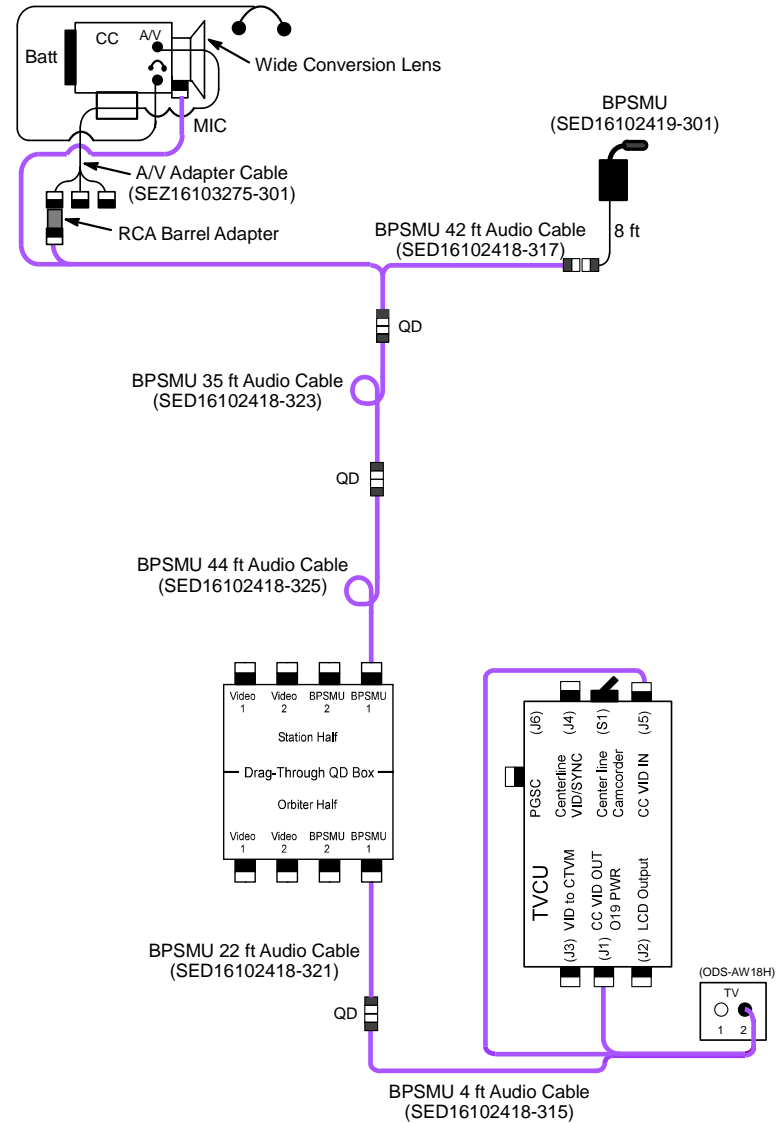 CC
A/V
Batt
Wide Conversion Lens
MIC
A/V Adapter Cable
(SEZ16103275-301)
RCA Barrel Adapter
BPSMU
(SED16102419-301)
8 ft
BPSMU 42 ft Audio Cable
(SED16102418-317)
QD
BPSMU 35 ft Audio Cable
(SED16102418-323)
QD
BPSMU 44 ft Audio Cable
(SED16102418-325)
Video 1
Video 2
BPSMU 2
BPSMU 1
Station Half
Drag-Through QD Box
Orbiter Half
Video 1
Video 2
BPSMU 2
BPSMU 1
(J6)
(J4)
(S1)
(J5)
PGSC
Centerline VID/SYNC
Center line Camcorder
CC VID IN
TVCU
(J3) VID to CTVM
(J1) CC VID OUT O19 PWR
(J2) LCD Output
BPSMU 22 ft Audio Cable
(SED16102418-321)
QD
(ODS-AW18H)
TV
1 2
BPSMU 4 ft Audio Cable
(SED16102418-315)